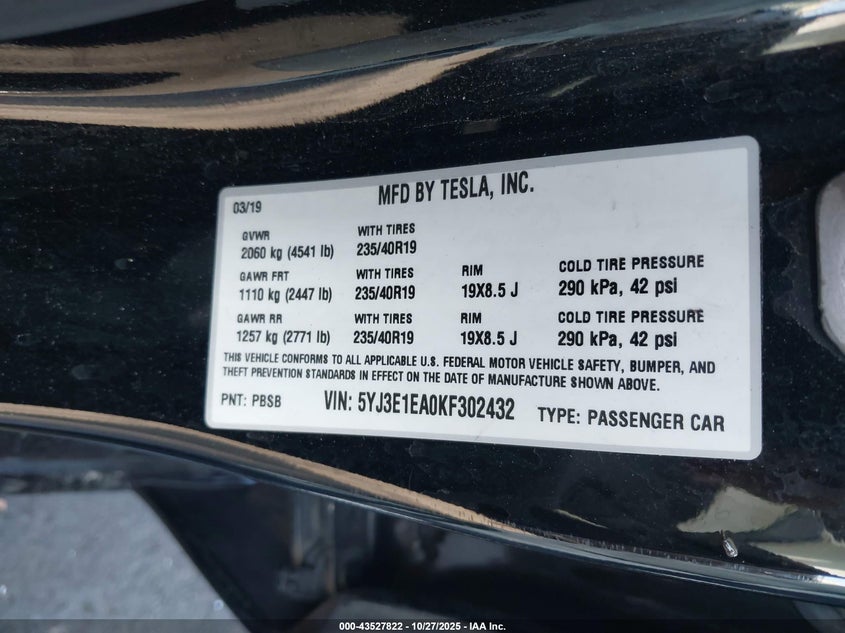 MFD BY TESLA, INC.
03/19
GVWR WITH TIRES
2060 kg (4541 lb) 235/40R19
GAWR FRT WITH TIRES RIM COLD TIRE PRESSURE
1110 kg (2447 lb) 235/40R19 19X8.5 J 290 kPa, 42 psi
GAWR RR WITH TIRES RIM COLD TIRE PRESSURE
1257 kg (2771 lb) 235/40R19 19X8.5 J 290 kPa, 42 psi
THIS VEHICLE CONFORMS TO ALL APPLICABLE U.S. FEDERAL MOTOR VEHICLE SAFETY, BUMPER, AND
THEFT PREVENTION STANDARDS IN EFFECT ON THE DATE OF MANUFACTURE SHOWN ABOVE.
PNT: PBSB VIN: 5YJ3E1EA0KF302432 TYPE: PASSENGER CAR
000-43527822 - 10/27/2025 - IAA Inc.